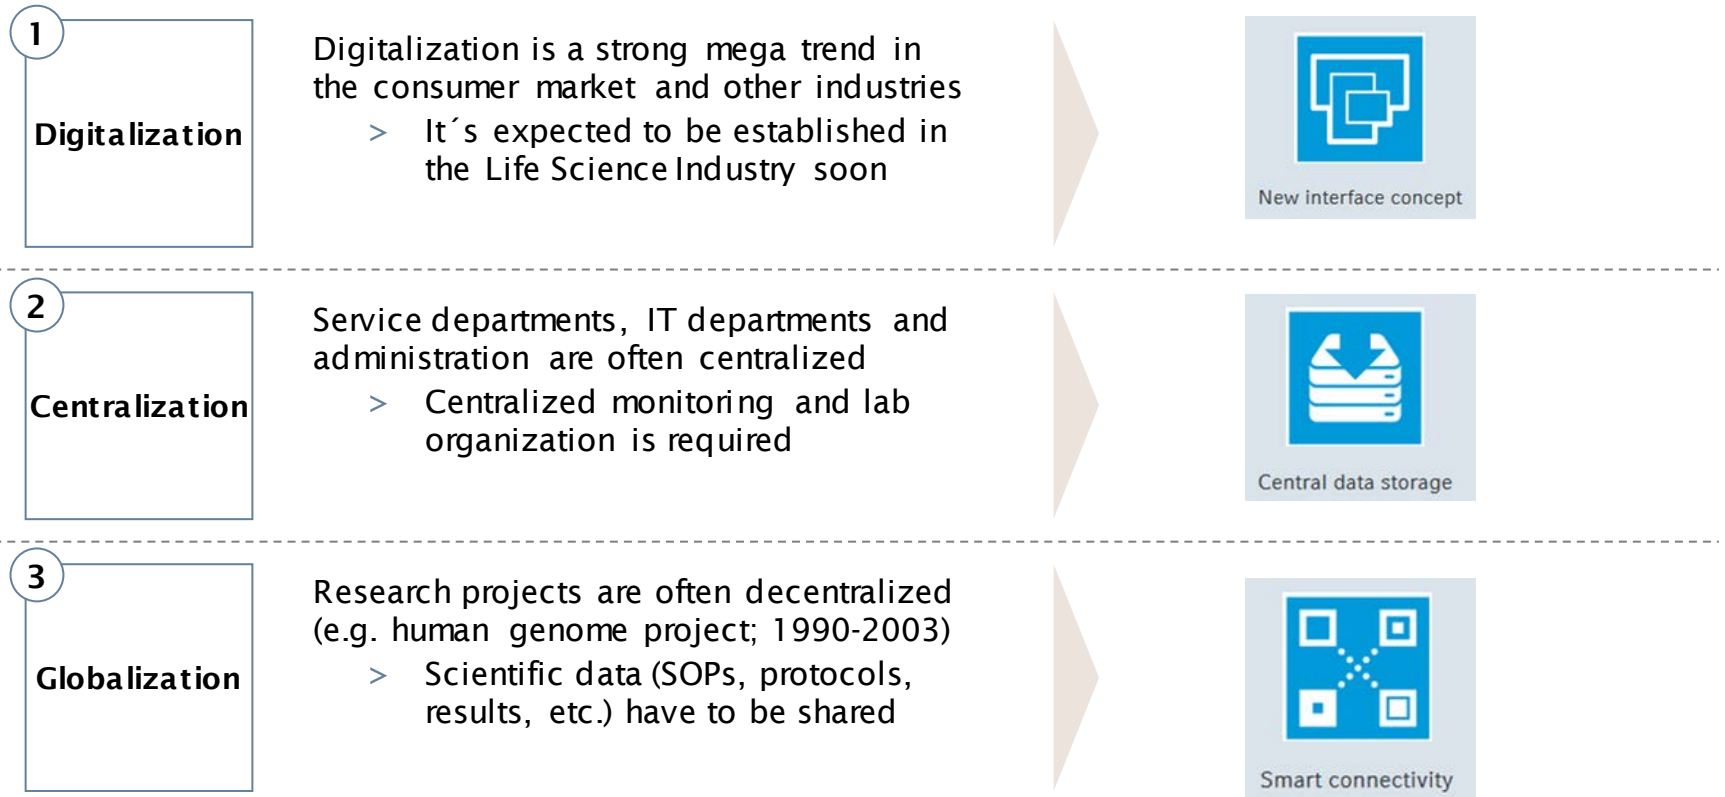 1
Digitalization
Digitalization is a strong mega trend in
the consumer market and other industries
> It´s expected to be established in
the Life Science Industry soon
New interface concept
2
Centralization
Service departments, IT departments and
administration are often centralized
> Centralized monitoring and lab
organization is required
Central data storage
3
Globalization
Research projects are often decentralized
(e.g. human genome project; 1990-2003)
> Scientific data (SOPs, protocols,
results, etc.) have to be shared
Smart connectivity